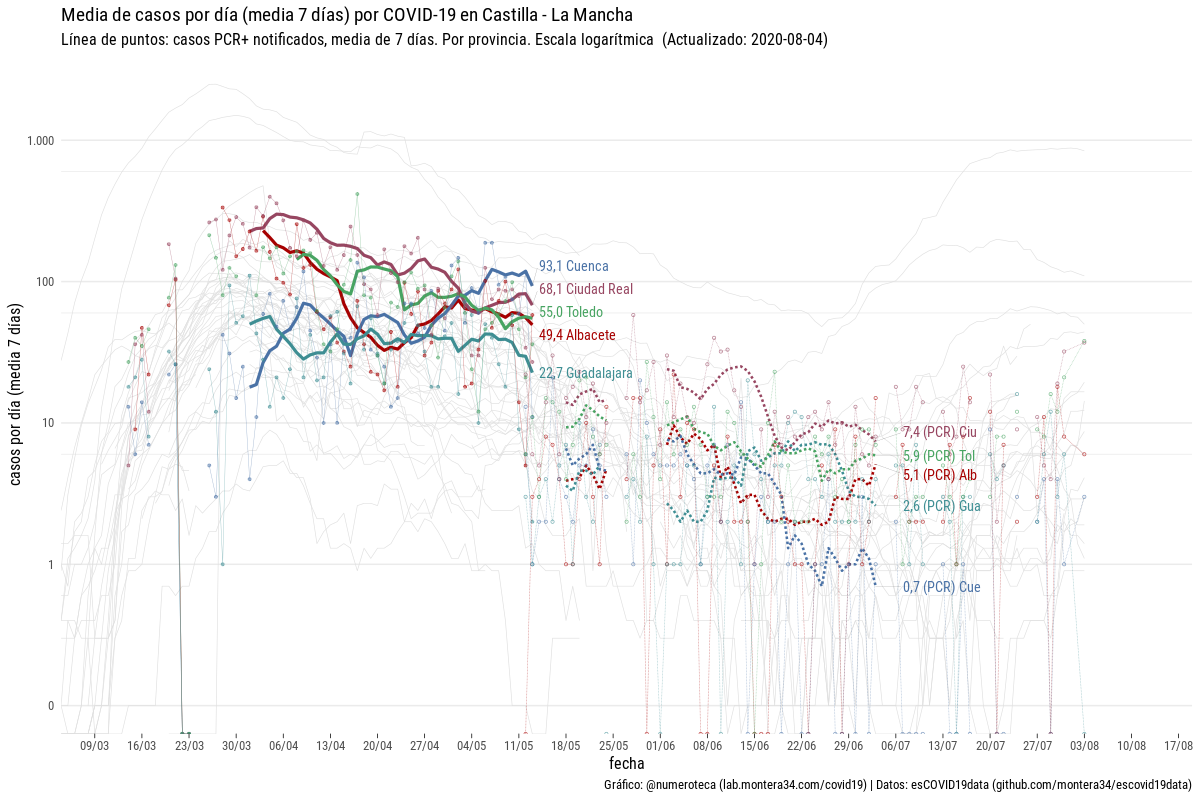 Media de casos por día (media 7 días) por COVID-19 en Castilla - La Mancha
Línea de puntos: casos PCR+ notificados, media de 7 días. Por provincia. Escala logarítmica (Actualizado: 2020-08-04)
casos por día (media 7 días)
1.000
100
10
1
0
93,1 Cuenca
68,1 Ciudad Real
55,0 Toledo
49,4 Albacete
22,7 Guadalajara
7,4 (PCR) Ciu
5,9 (PCR) Tol
5,1 (PCR) Alb
2,6 (PCR) Gua
0,7 (PCR) Cue
09/03 16/03 23/03 30/03 06/04 13/04 20/04 27/04 04/05 11/05 18/05 25/05 01/06 08/06 15/06 22/06 29/06 06/07 13/07 20/07 27/07 03/08 10/08 17/08
fecha
Gráfico: @numeroteca (lab.montera34.com/covid19) | Datos: esCOVID19data (github.com/montera34/escovid19data)